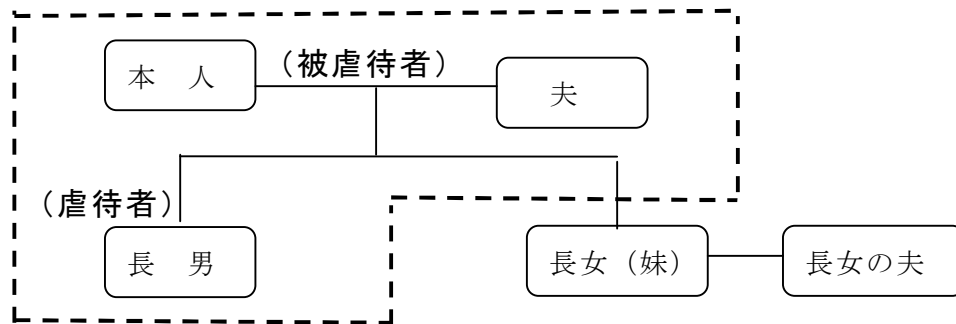 本　人
（被虐待者）
夫
（虐待者）
長　男
長女（妹）
長女の夫